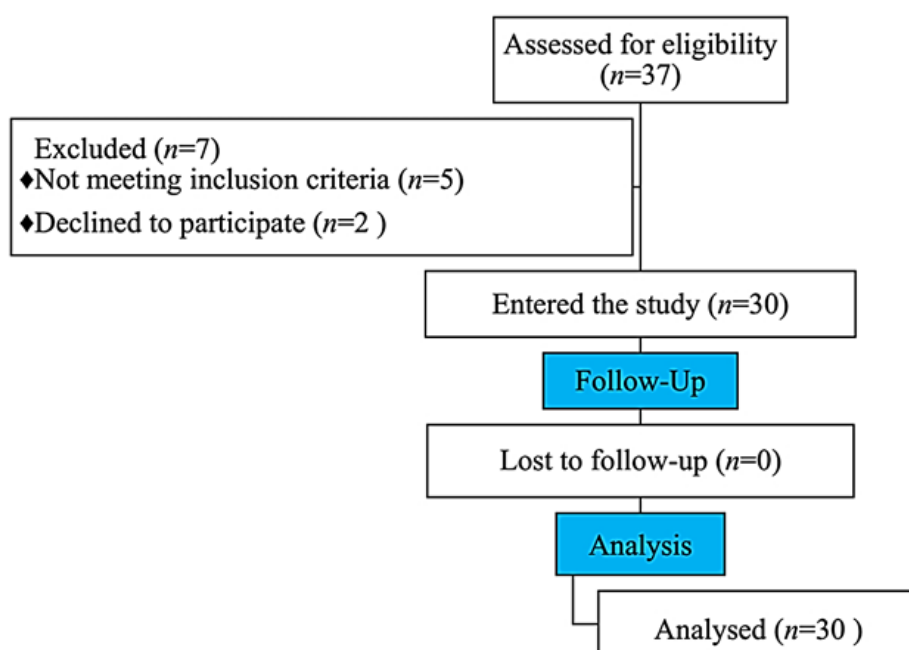 Assessed for eligibility
(n=37)
Excluded (n=7)
♦Not meeting inclusion criteria (n=5)
♦Declined to participate (n=2 )
Entered the study (n=30)
Follow-Up
Lost to follow-up (n=0)
Analysis
Analysed (n=30 )